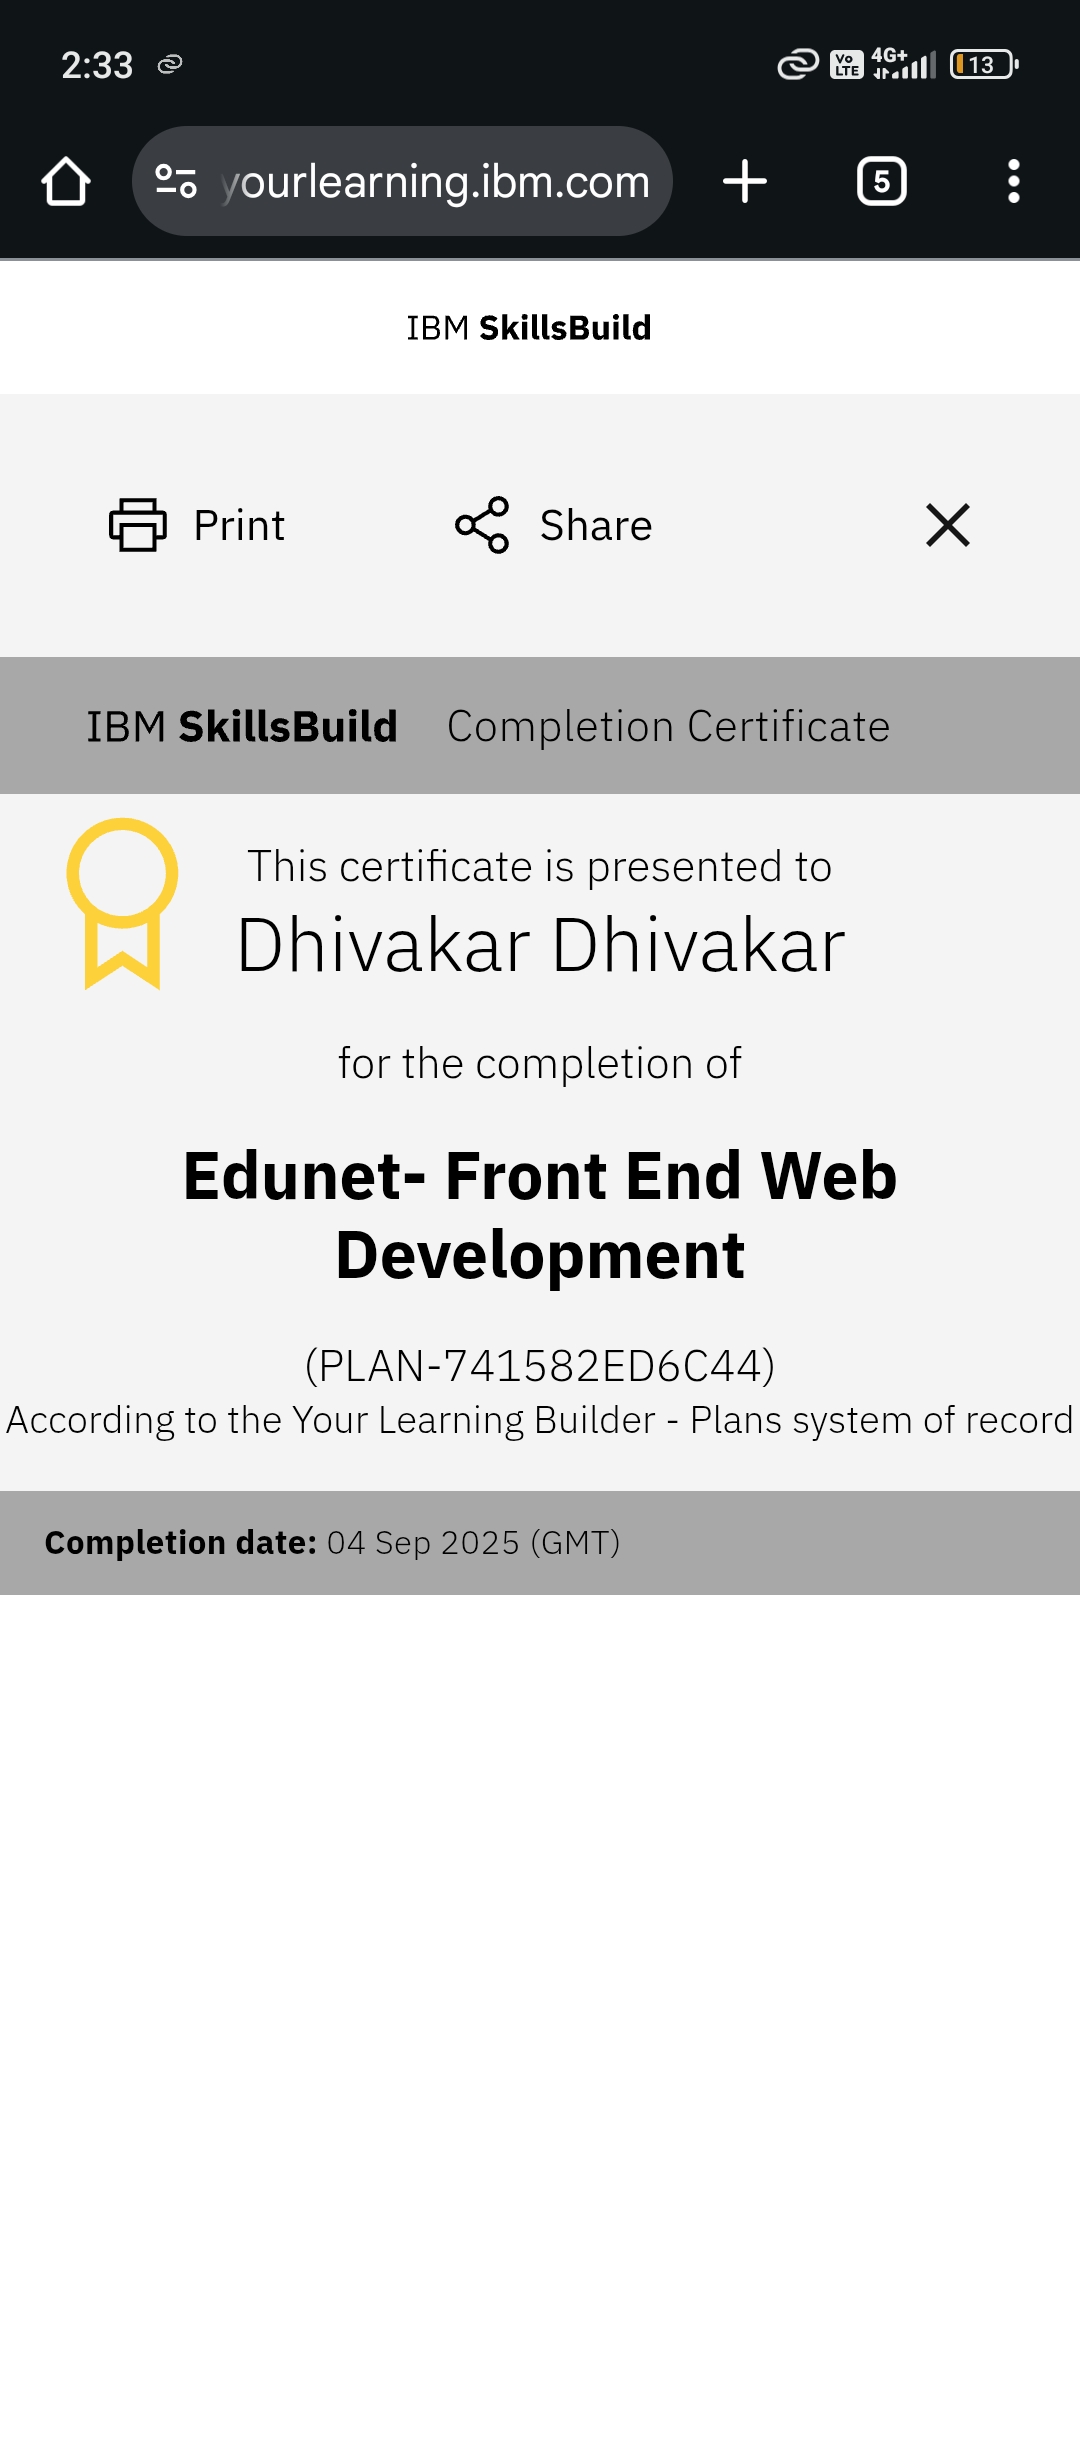 2:33
Vo LTE 4G+ 13
yourlearning.ibm.com
5
IBM SkillsBuild
Print Share
IBM SkillsBuild Completion Certificate
This certificate is presented to
Dhivakar Dhivakar
for the completion of
Edunet- Front End Web
Development
(PLAN-741582ED6C44)
According to the Your Learning Builder - Plans system of record
Completion date: 04 Sep 2025 (GMT)